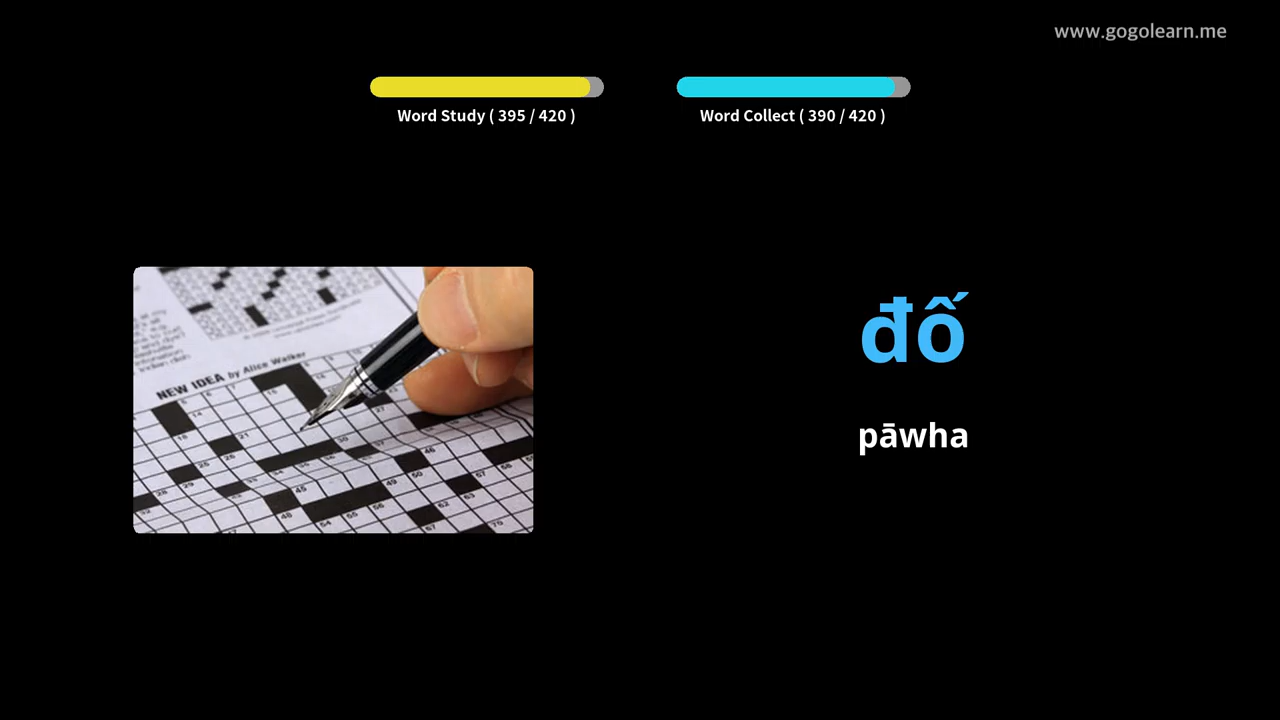 www.gogolearn.me
Word Study ( 395 / 420 )
Word Collect ( 390 / 420 )
NEW IDEA by Alice Walker
đố
pāwha